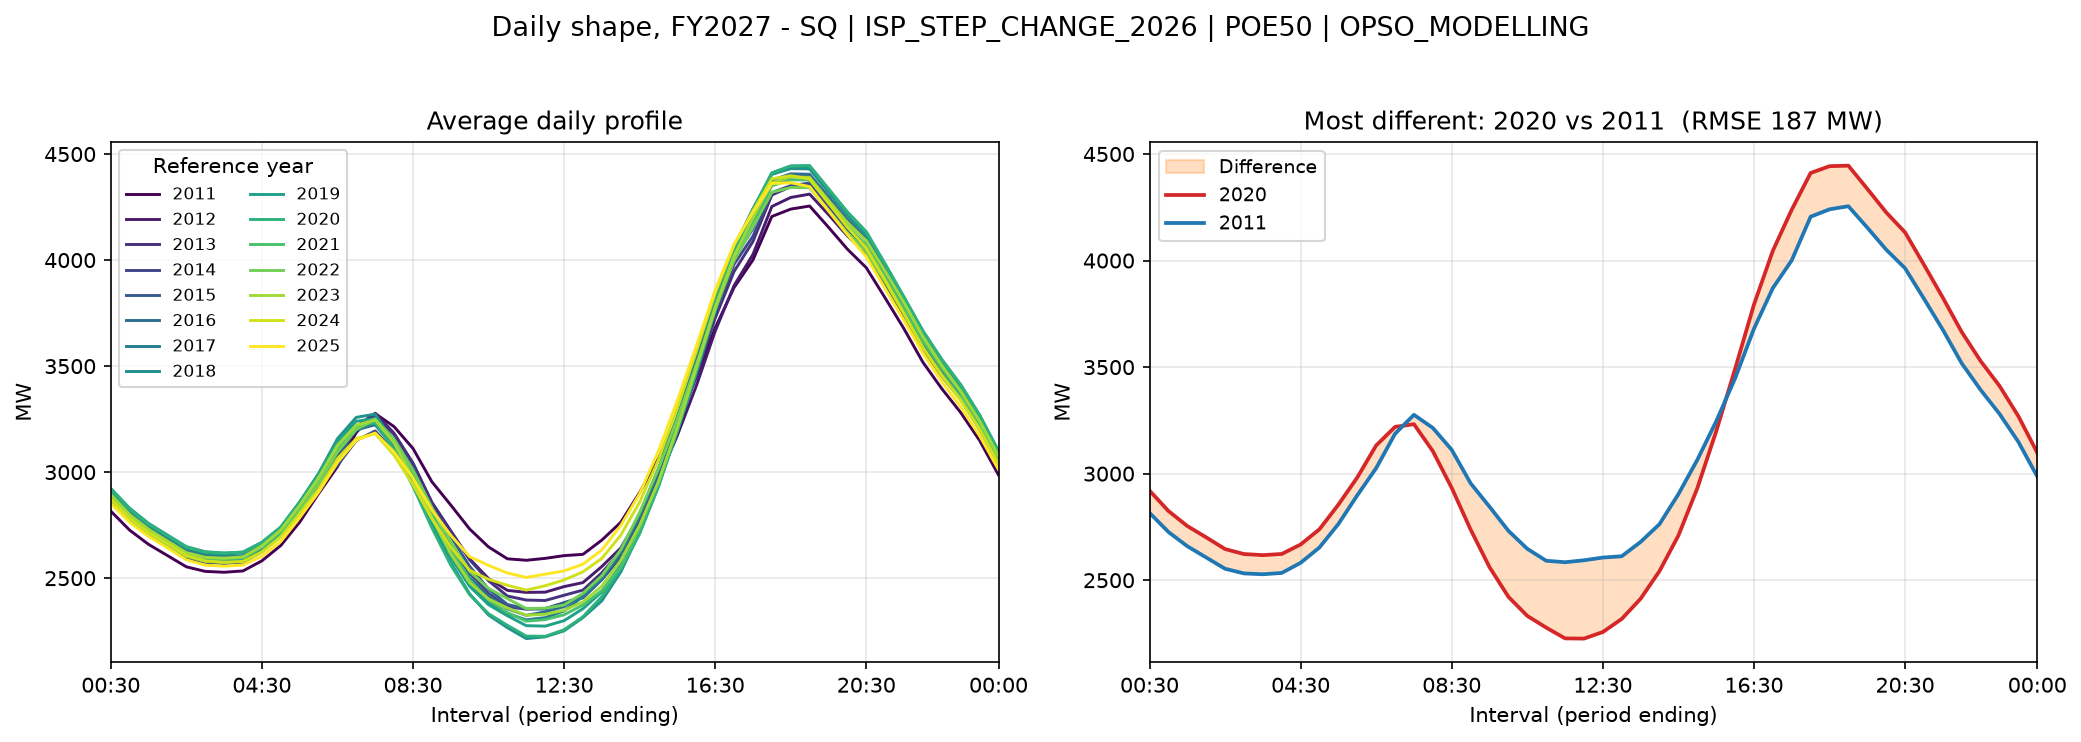 Daily shape, FY2027 - SQ | ISP_STEP_CHANGE_2026 | POE50 | OPSO_MODELLING
Average daily profile
MW
4500
4000
3500
3000
2500
Reference year
2011
2012
2013
2014
2015
2016
2017
2018
2019
2020
2021
2022
2023
2024
2025
00:30 04:30 08:30 12:30 16:30 20:30 00:00
Interval (period ending)
Most different: 2020 vs 2011 (RMSE 187 MW)
MW
4500
4000
3500
3000
2500
Difference
2020
2011
00:30 04:30 08:30 12:30 16:30 20:30 00:00
Interval (period ending)